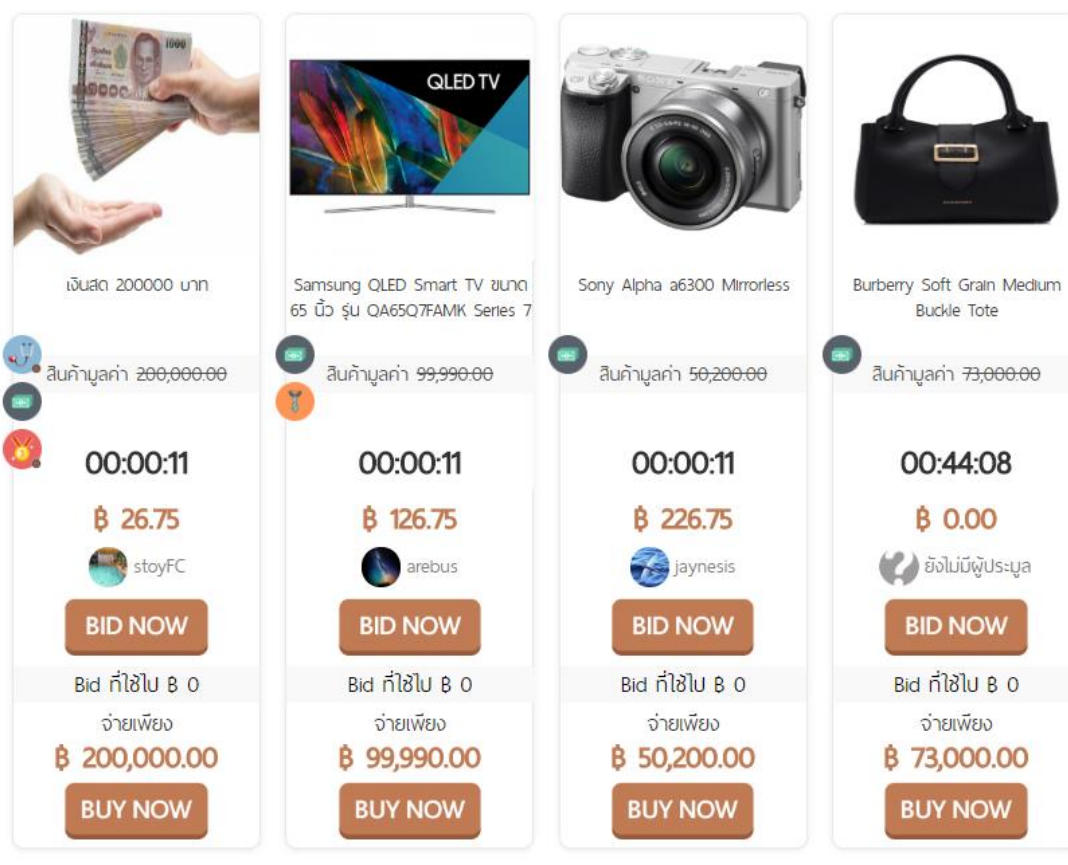 1000
เงินสด 200000 บาท
สินค้ามูลค่า 200,000.00
00:00:11
฿ 26.75
stoyFC
BID NOW
Bid ที่ใช้ไป ฿ 0
จ่ายเพียง
฿ 200,000.00
BUY NOW
QLED TV
Samsung QLED Smart TV ขนาด
65 นิ้ว รุ่น QA65Q7FAMK Series 7
สินค้ามูลค่า 99,990.00
00:00:11
฿ 126.75
arebus
BID NOW
Bid ที่ใช้ไป ฿ 0
จ่ายเพียง
฿ 99,990.00
BUY NOW
SONY
Sony Alpha a6300 Mirrorless
สินค้ามูลค่า 50,200.00
00:00:11
฿ 226.75
jaynesis
BID NOW
Bid ที่ใช้ไป ฿ 0
จ่ายเพียง
฿ 50,200.00
BUY NOW
Burberry Soft Grain Medium
Buckle Tote
สินค้ามูลค่า 73,000.00
00:44:08
฿ 0.00
ยังไม่มีผู้ประมูล
BID NOW
Bid ที่ใช้ไป ฿ 0
จ่ายเพียง
฿ 73,000.00
BUY NOW